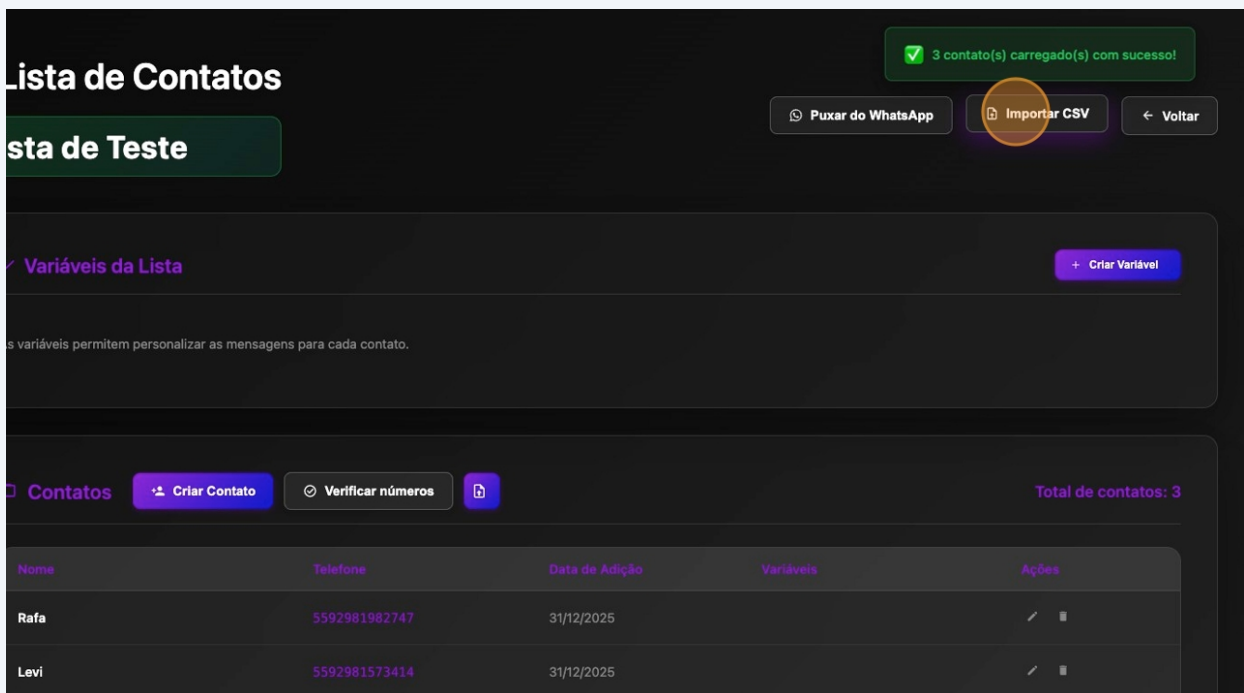 3 contato(s) carregado(s) com sucesso!
Lista de Contatos
Puxar do WhatsApp
Importar CSV
Voltar
sta de Teste
Variáveis da Lista
+ Criar Variável
s variáveis permitem personalizar as mensagens para cada contato.
Contatos
Criar Contato
Verificar números
Total de contatos: 3
Nome Telefone Data de Adição Variáveis Ações
Rafa 5592981982747 31/12/2025
Levi 5592981573414 31/12/2025